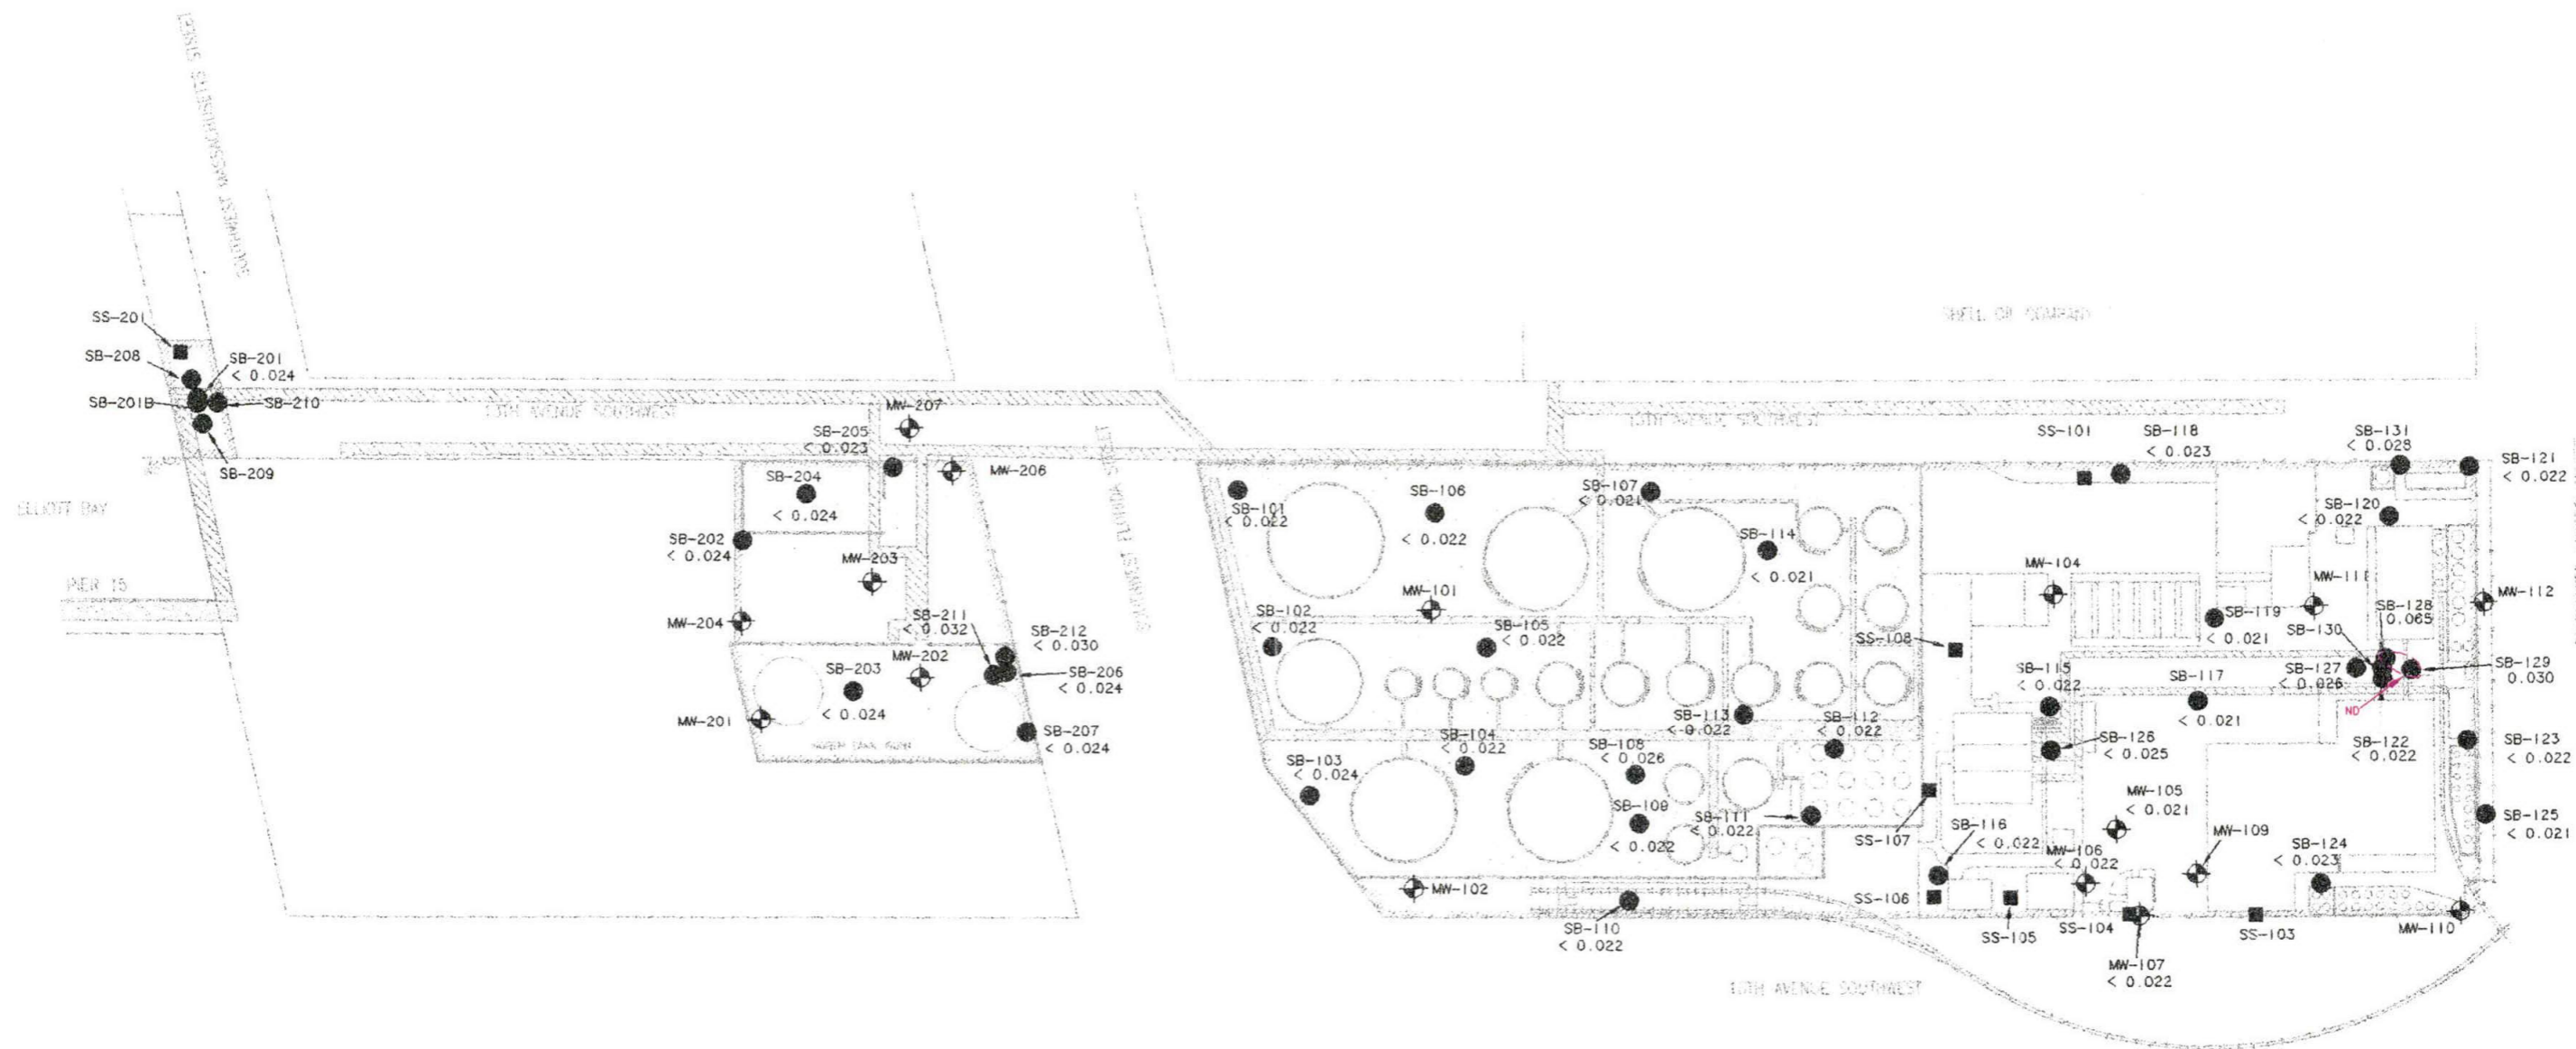 SOUTHWEST MASSACHUSETTS STREET
SHELL OIL COMPANY
SS-201
SB-208
SB-201
< 0.024
SB-201B
SB-210
SB-209
13TH AVENUE SOUTHWEST
13TH AVENUE SOUTHWEST
ELLIOTT BAY
PIER 15
MW-207
SB-205
< 0.023
MW-206
SB-204
< 0.024
SB-202
< 0.024
MW-203
MW-204
SB-211
< 0.032
SB-212
< 0.030
MW-202
SB-206
< 0.024
SB-203
< 0.024
MW-201
SB-207
< 0.024
SOUTHWEST FLORIDA STREET
SB-101
< 0.022
SB-106
< 0.022
SB-107
< 0.021
SB-114
< 0.021
MW-101
SB-102
< 0.022
SB-105
< 0.022
SB-113
< 0.022
SB-112
< 0.022
SB-104
< 0.022
SB-103
< 0.024
SB-108
< 0.026
SB-109
< 0.022
SB-111
< 0.022
MW-102
SB-110
< 0.022
SS-101
SB-118
< 0.023
SB-131
< 0.028
SB-121
< 0.022
SB-120
< 0.022
MW-104
MW-111
MW-112
SS-108
SB-119
< 0.021
SB-128
0.065
SB-130
SB-115
< 0.022
SB-117
< 0.021
SB-127
< 0.026
SB-129
0.030
ND
SB-126
< 0.025
SB-122
< 0.022
SB-123
< 0.022
MW-105
< 0.021
SS-107
SB-116
< 0.022
MW-106
< 0.022
MW-109
SB-124
< 0.023
SB-125
< 0.021
SS-106
SS-105
SS-104
SS-103
MW-110
MW-107
< 0.022